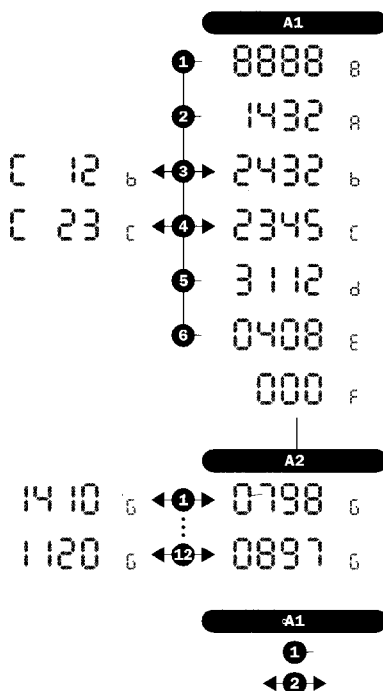 A1
1 8888 8
2 1432 A
C 12 b 3 2432 b
C 23 C 4 2345 C
5 3112 d
6 0408 E
000 F
A2
1410 G 1 0798 G
1120 G 12 0897 G
A1
1
2